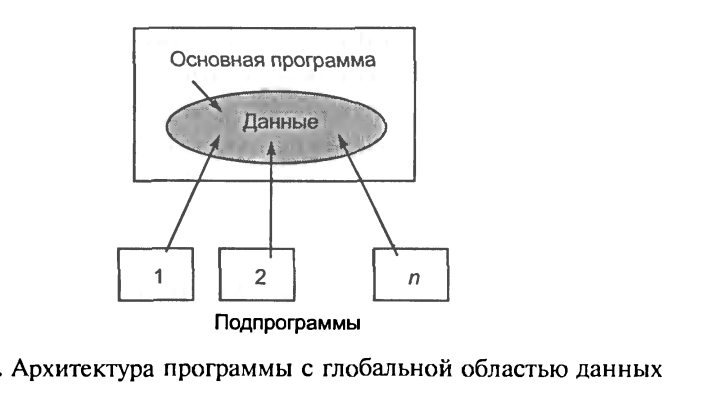 Основная программа
Данные
1
2
n
Подпрограммы
. Архитектура программы с глобальной областью данных